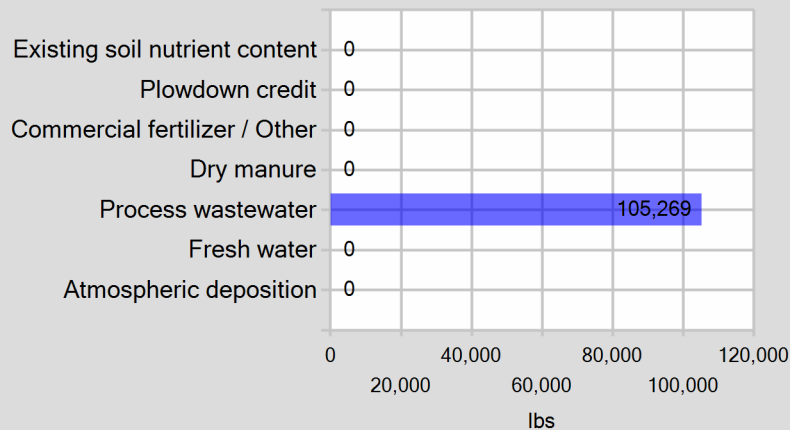 Existing soil nutrient content 0
Plowdown credit 0
Commercial fertilizer / Other 0
Dry manure 0
Process wastewater 105,269
Fresh water 0
Atmospheric deposition 0
0 40,000 80,000 120,000
20,000 60,000 100,000
lbs